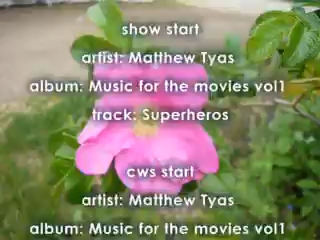 show start
artist: Matthew Tyas
album: Music for the movies vol1
track: Superheros
cws start
artist: Matthew Tyas
album: Music for the movies vol1